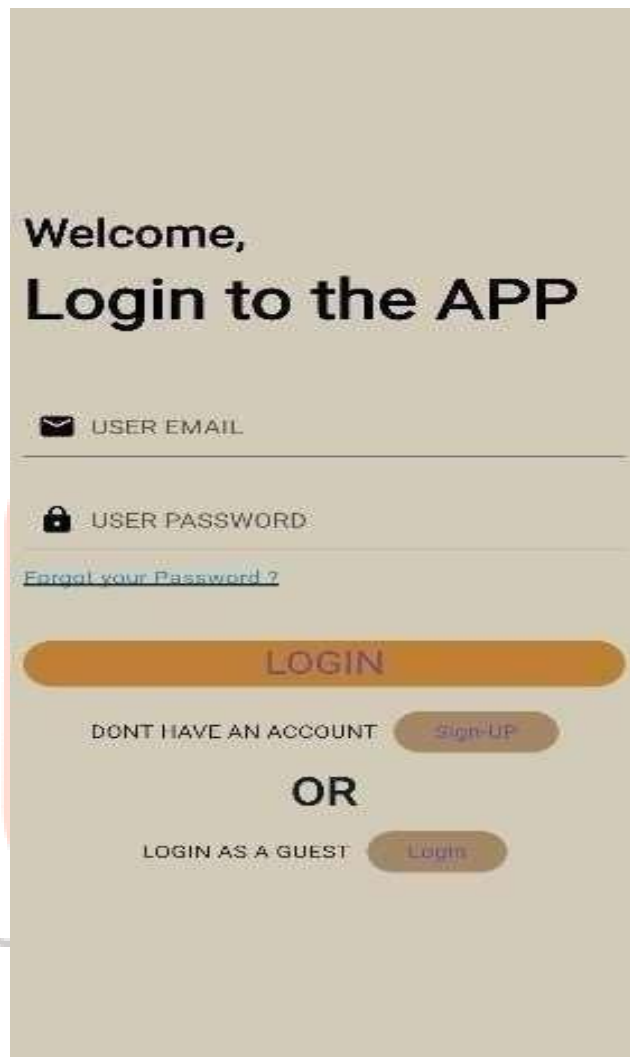 Welcome,
Login to the APP
USER EMAIL
USER PASSWORD
Forgot your Password ?
LOGIN
DONT HAVE AN ACCOUNT Sign-UP
OR
LOGIN AS A GUEST Login